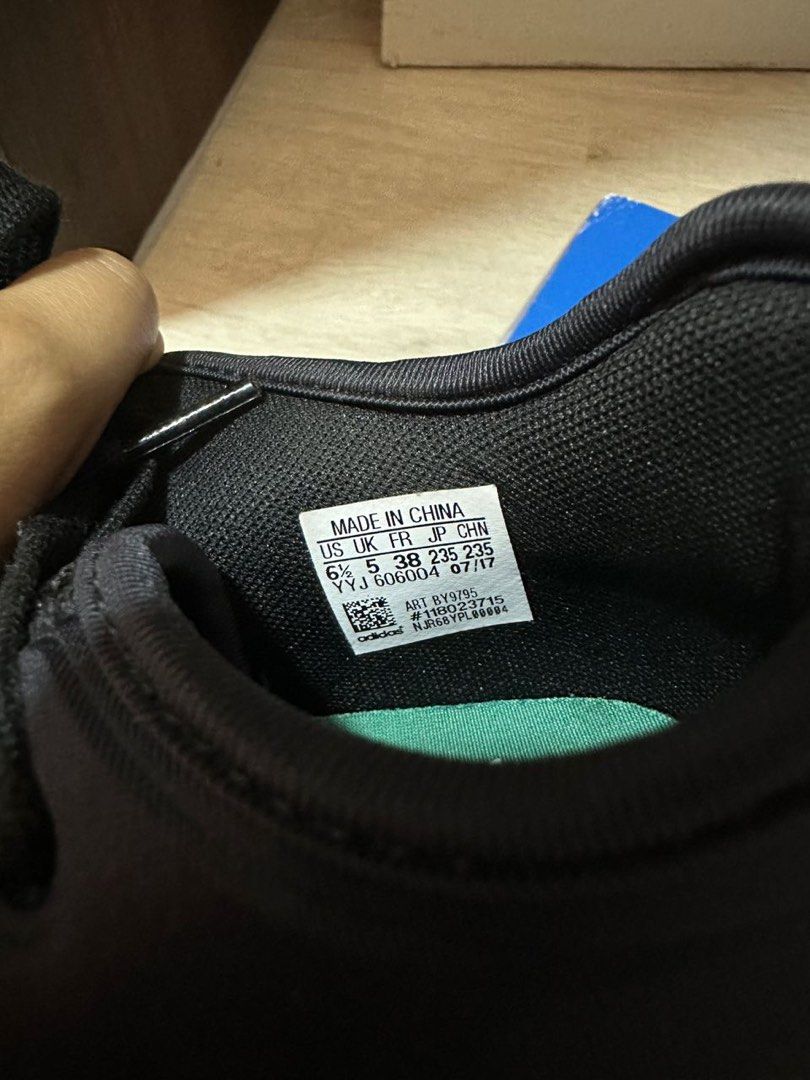 MADE IN CHINA
US UK FR JP CHN
6½ 5 38 235 235
YYJ 606004 07/17
ART BY9795
#118023715
NJR68YPL00004
adidas